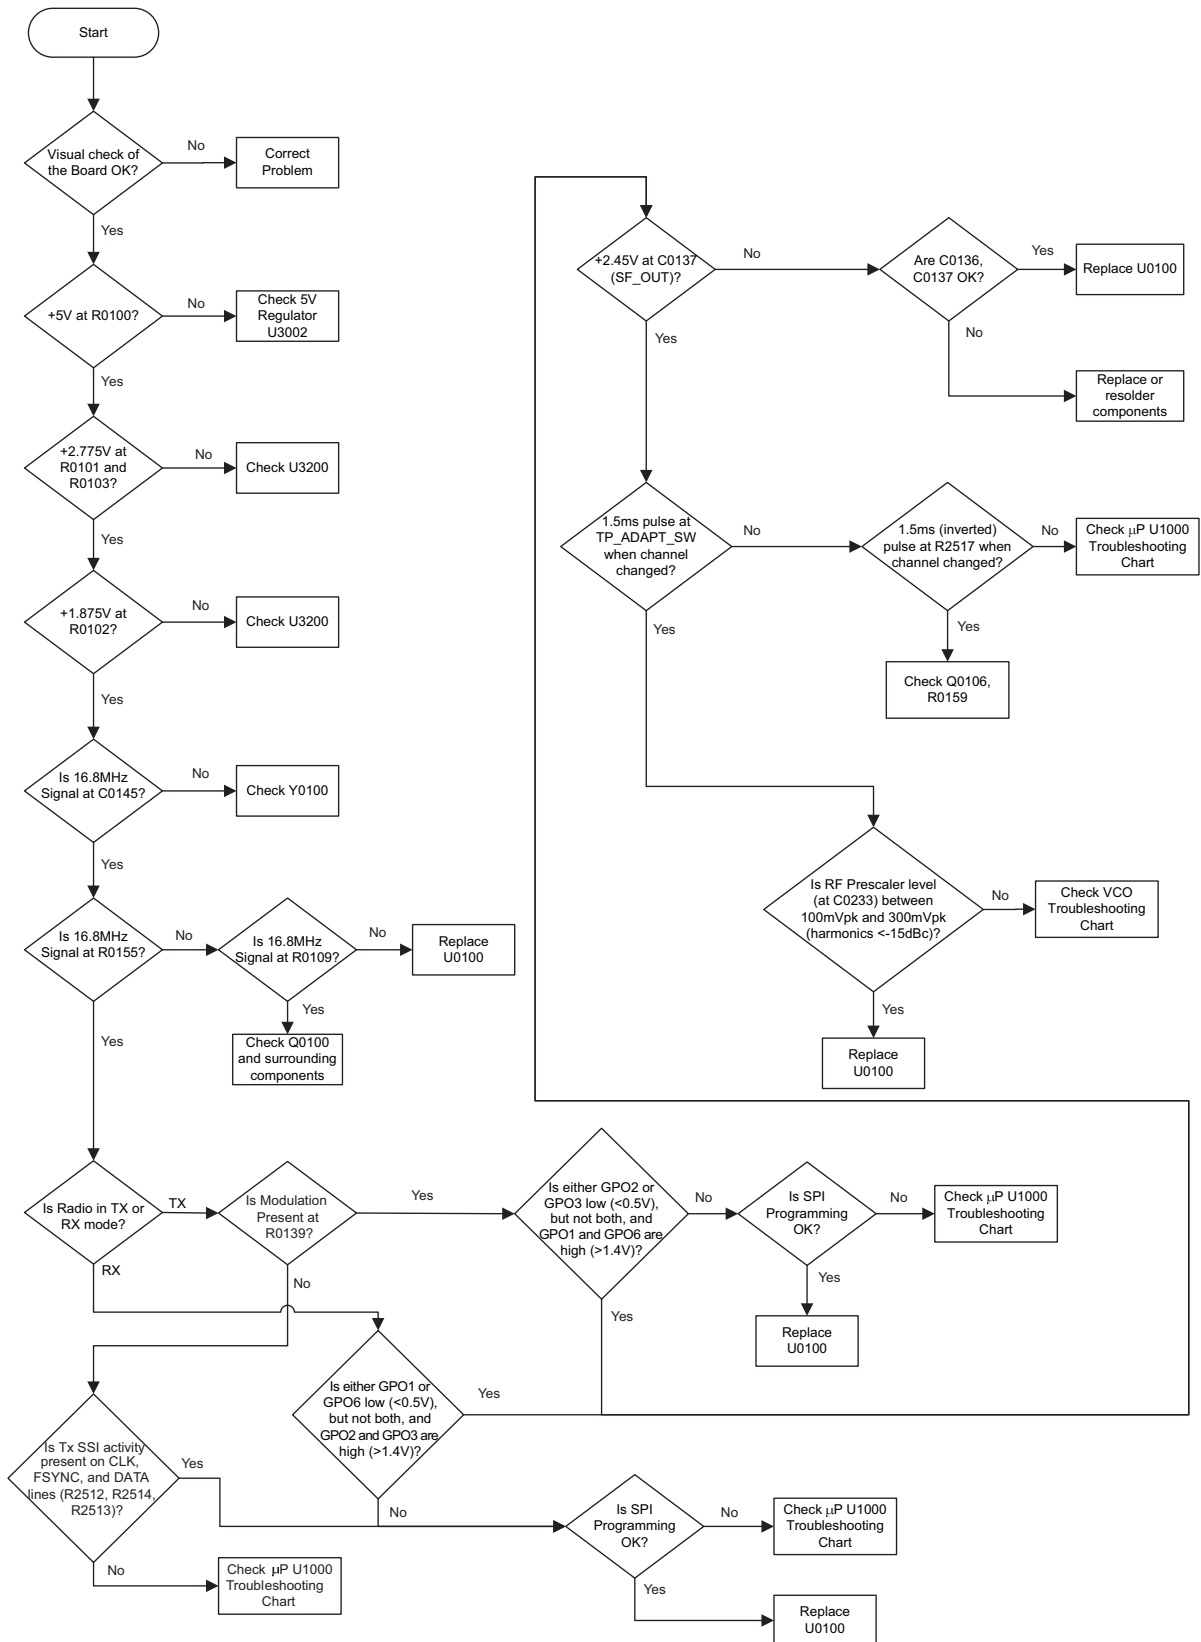 Start
Visual check of
the Board OK?
No
Correct
Problem
Yes
+5V at R0100?
No
Check 5V
Regulator
U3002
Yes
+2.775V at
R0101 and
R0103?
No
Check U3200
Yes
+1.875V at
R0102?
No
Check U3200
Yes
Is 16.8MHz
Signal at C0145?
No
Check Y0100
Yes
Is 16.8MHz
Signal at R0155?
No
Is 16.8MHz
Signal at R0109?
No
Replace
U0100
Yes
Check Q0100
and surrounding
components
Yes
Is Radio in TX or
RX mode?
TX
Is Modulation
Present at
R0139?
Yes
Is either GPO2 or
GPO3 low (<0.5V),
but not both, and
GPO1 and GPO6 are
high (>1.4V)?
No
Is SPI
Programming
OK?
No
Check µP U1000
Troubleshooting
Chart
Yes
Replace
U0100
Yes
RX
No
Is either GPO1 or
GPO6 low (<0.5V),
but not both, and
GPO2 and GPO3 are
high (>1.4V)?
Yes
No
Is Tx SSI activity
present on CLK,
FSYNC, and DATA
lines (R2512, R2514,
R2513)?
Yes
No
Check µP U1000
Troubleshooting
Chart
Is SPI
Programming
OK?
No
Check µP U1000
Troubleshooting
Chart
Yes
Replace
U0100
+2.45V at C0137
(SF_OUT)?
No
Are C0136,
C0137 OK?
Yes
Replace U0100
No
Replace or
resolder
components
Yes
1.5ms pulse at
TP_ADAPT_SW
when channel
changed?
No
1.5ms (inverted)
pulse at R2517 when
channel changed?
No
Check µP U1000
Troubleshooting
Chart
Yes
Check Q0106,
R0159
Yes
Is RF Prescaler level
(at C0233) between
100mVpk and 300mVpk
(harmonics <-15dBc)?
No
Check VCO
Troubleshooting
Chart
Yes
Replace
U0100